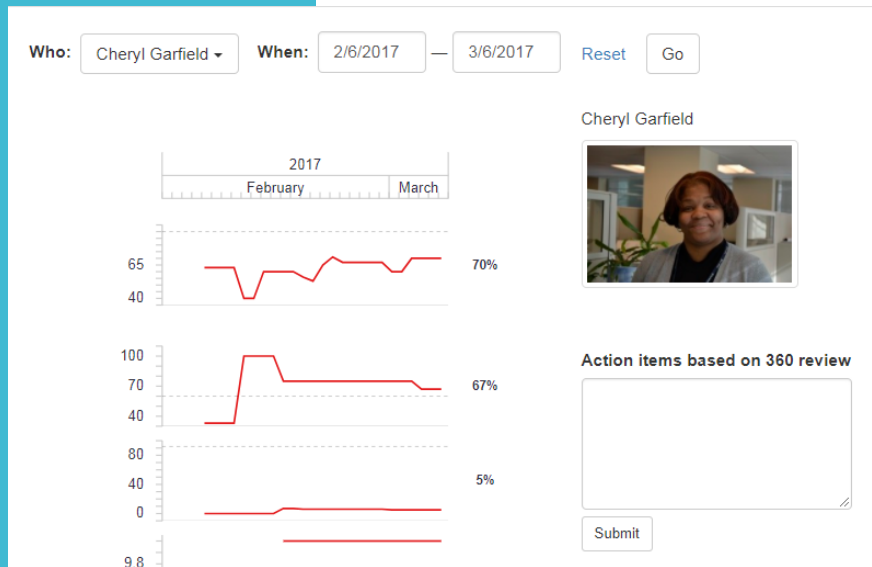 Who: Cheryl Garfield When: 2/6/2017 — 3/6/2017 Reset Go
Cheryl Garfield
2017
February March
65
40
70%
100
70
40
67%
80
40
0
5%
9.8
Action items based on 360 review
Submit